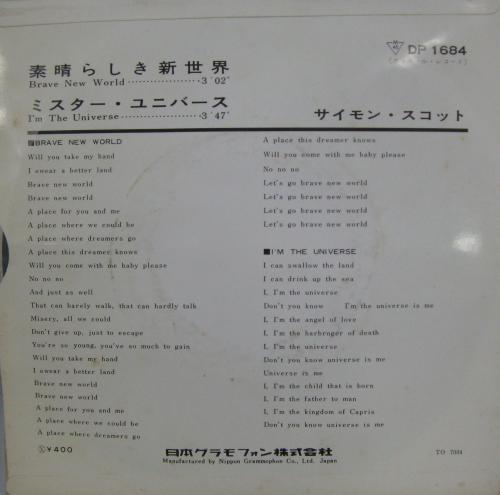 素晴らしき新世界
Brave New World ·················· 3 ′02″
ミスター・ユニバース
I'm The Universe ···················· 3 ′47″
DP 1684
サイモン・スコット
■BRAVE NEW WORLD
Will you take my hand
I swear a better land
Brave new world
Brave new world
A place for you and me
A place where we could be
A place where dreamers go
A place this dreamer knows
Will you come with me baby please
No no no
And just as well
That can barely walk, that can hardly talk
Misery, all we could
Don't give up, just to escape
You're so young, you've so much to gain
Will you take my hand
I swear a better land
Brave new world
Brave new world
A place for you and me
A place where we could be
A place where dreamers go
A place this dreamer knows
Will you come with me baby please
No no no
Let's go brave new world
Let's go brave new world
Let's go brave new world
Let's go brave new world
■I'M THE UNIVERSE
I can swallow the land
I can drink up the sea
I, I'm the universe
Don't you know I'm the universe is me
I, I'm the angel of love
I, I'm the harbroger of death
I, I'm the universe
Don't you know universe is me
Universe is me
I, I'm the child that is born
I, I'm the father to man
I, I'm the kingdom of Capris
Don't you know universe is me
Ⓢ¥400
日本グラモフォン株式会社
Manufactured by Nippon Grammophon Co., Ltd. Japan